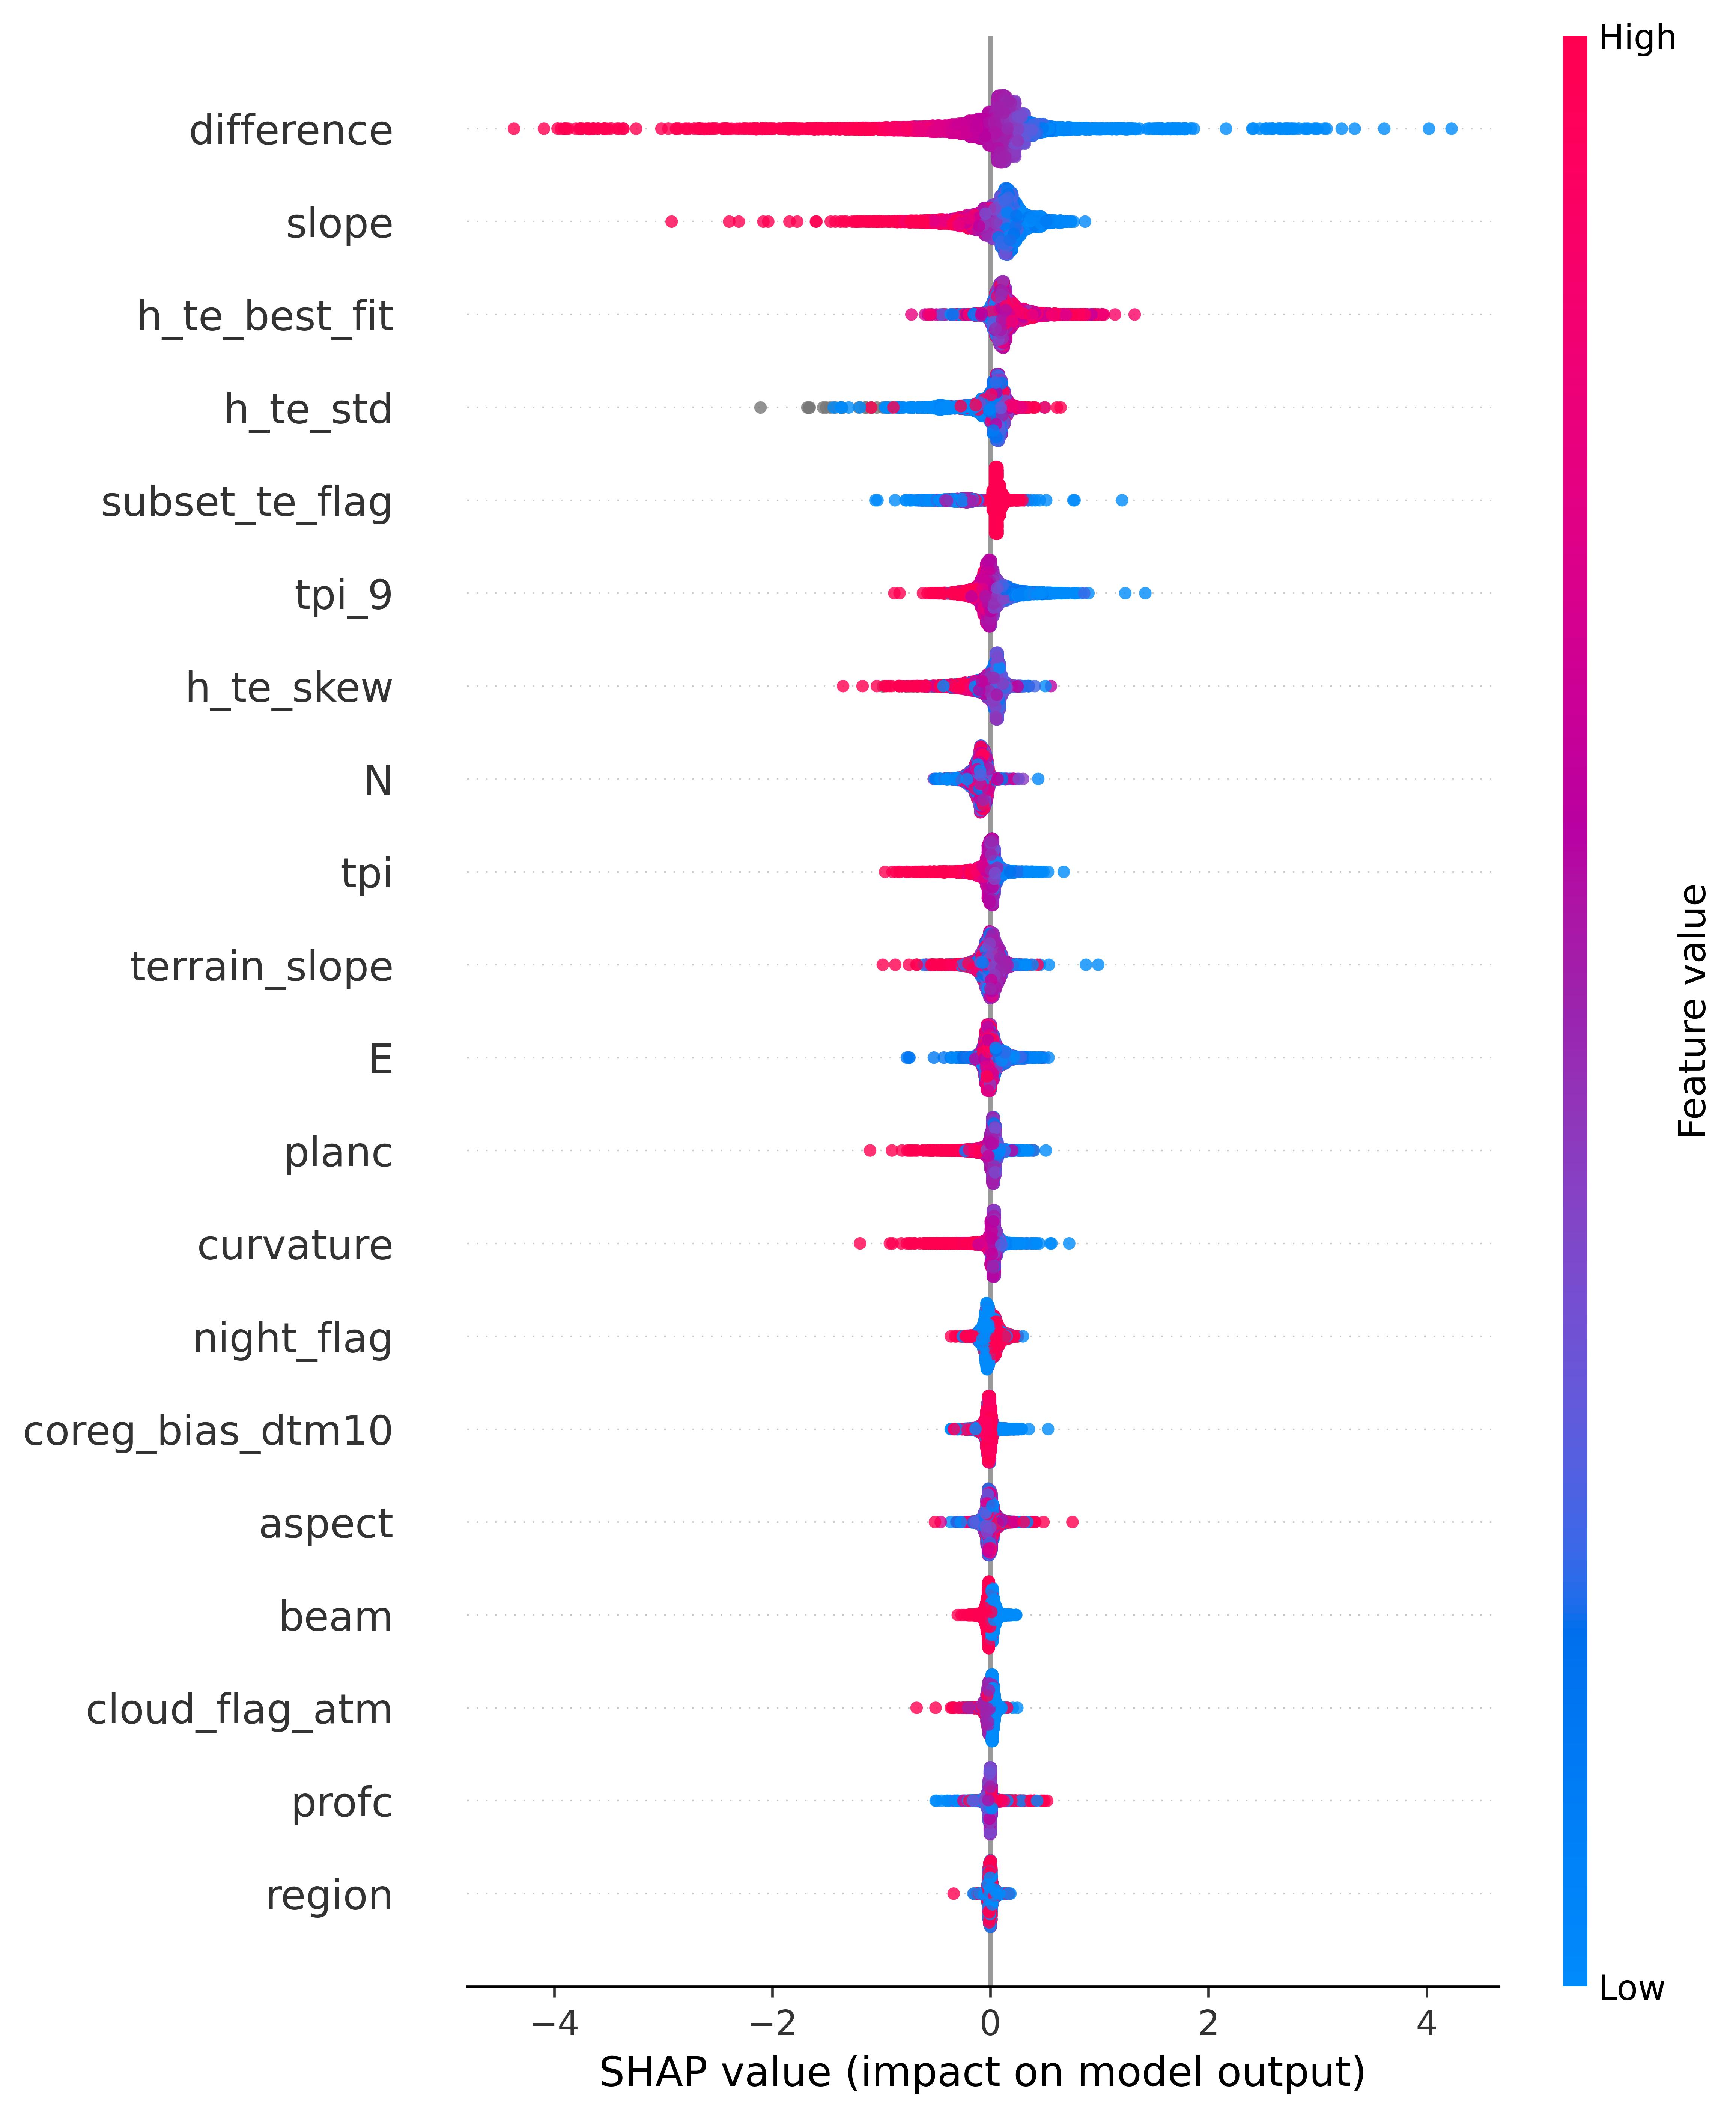 High
difference
slope
h_te_best_fit
h_te_std
subset_te_flag
tpi_9
h_te_skew
N
tpi
terrain_slope
E
planc
curvature
night_flag
coreg_bias_dtm10
aspect
beam
cloud_flag_atm
profc
region
Feature value
Low
−4 −2 0 2 4
SHAP value (impact on model output)